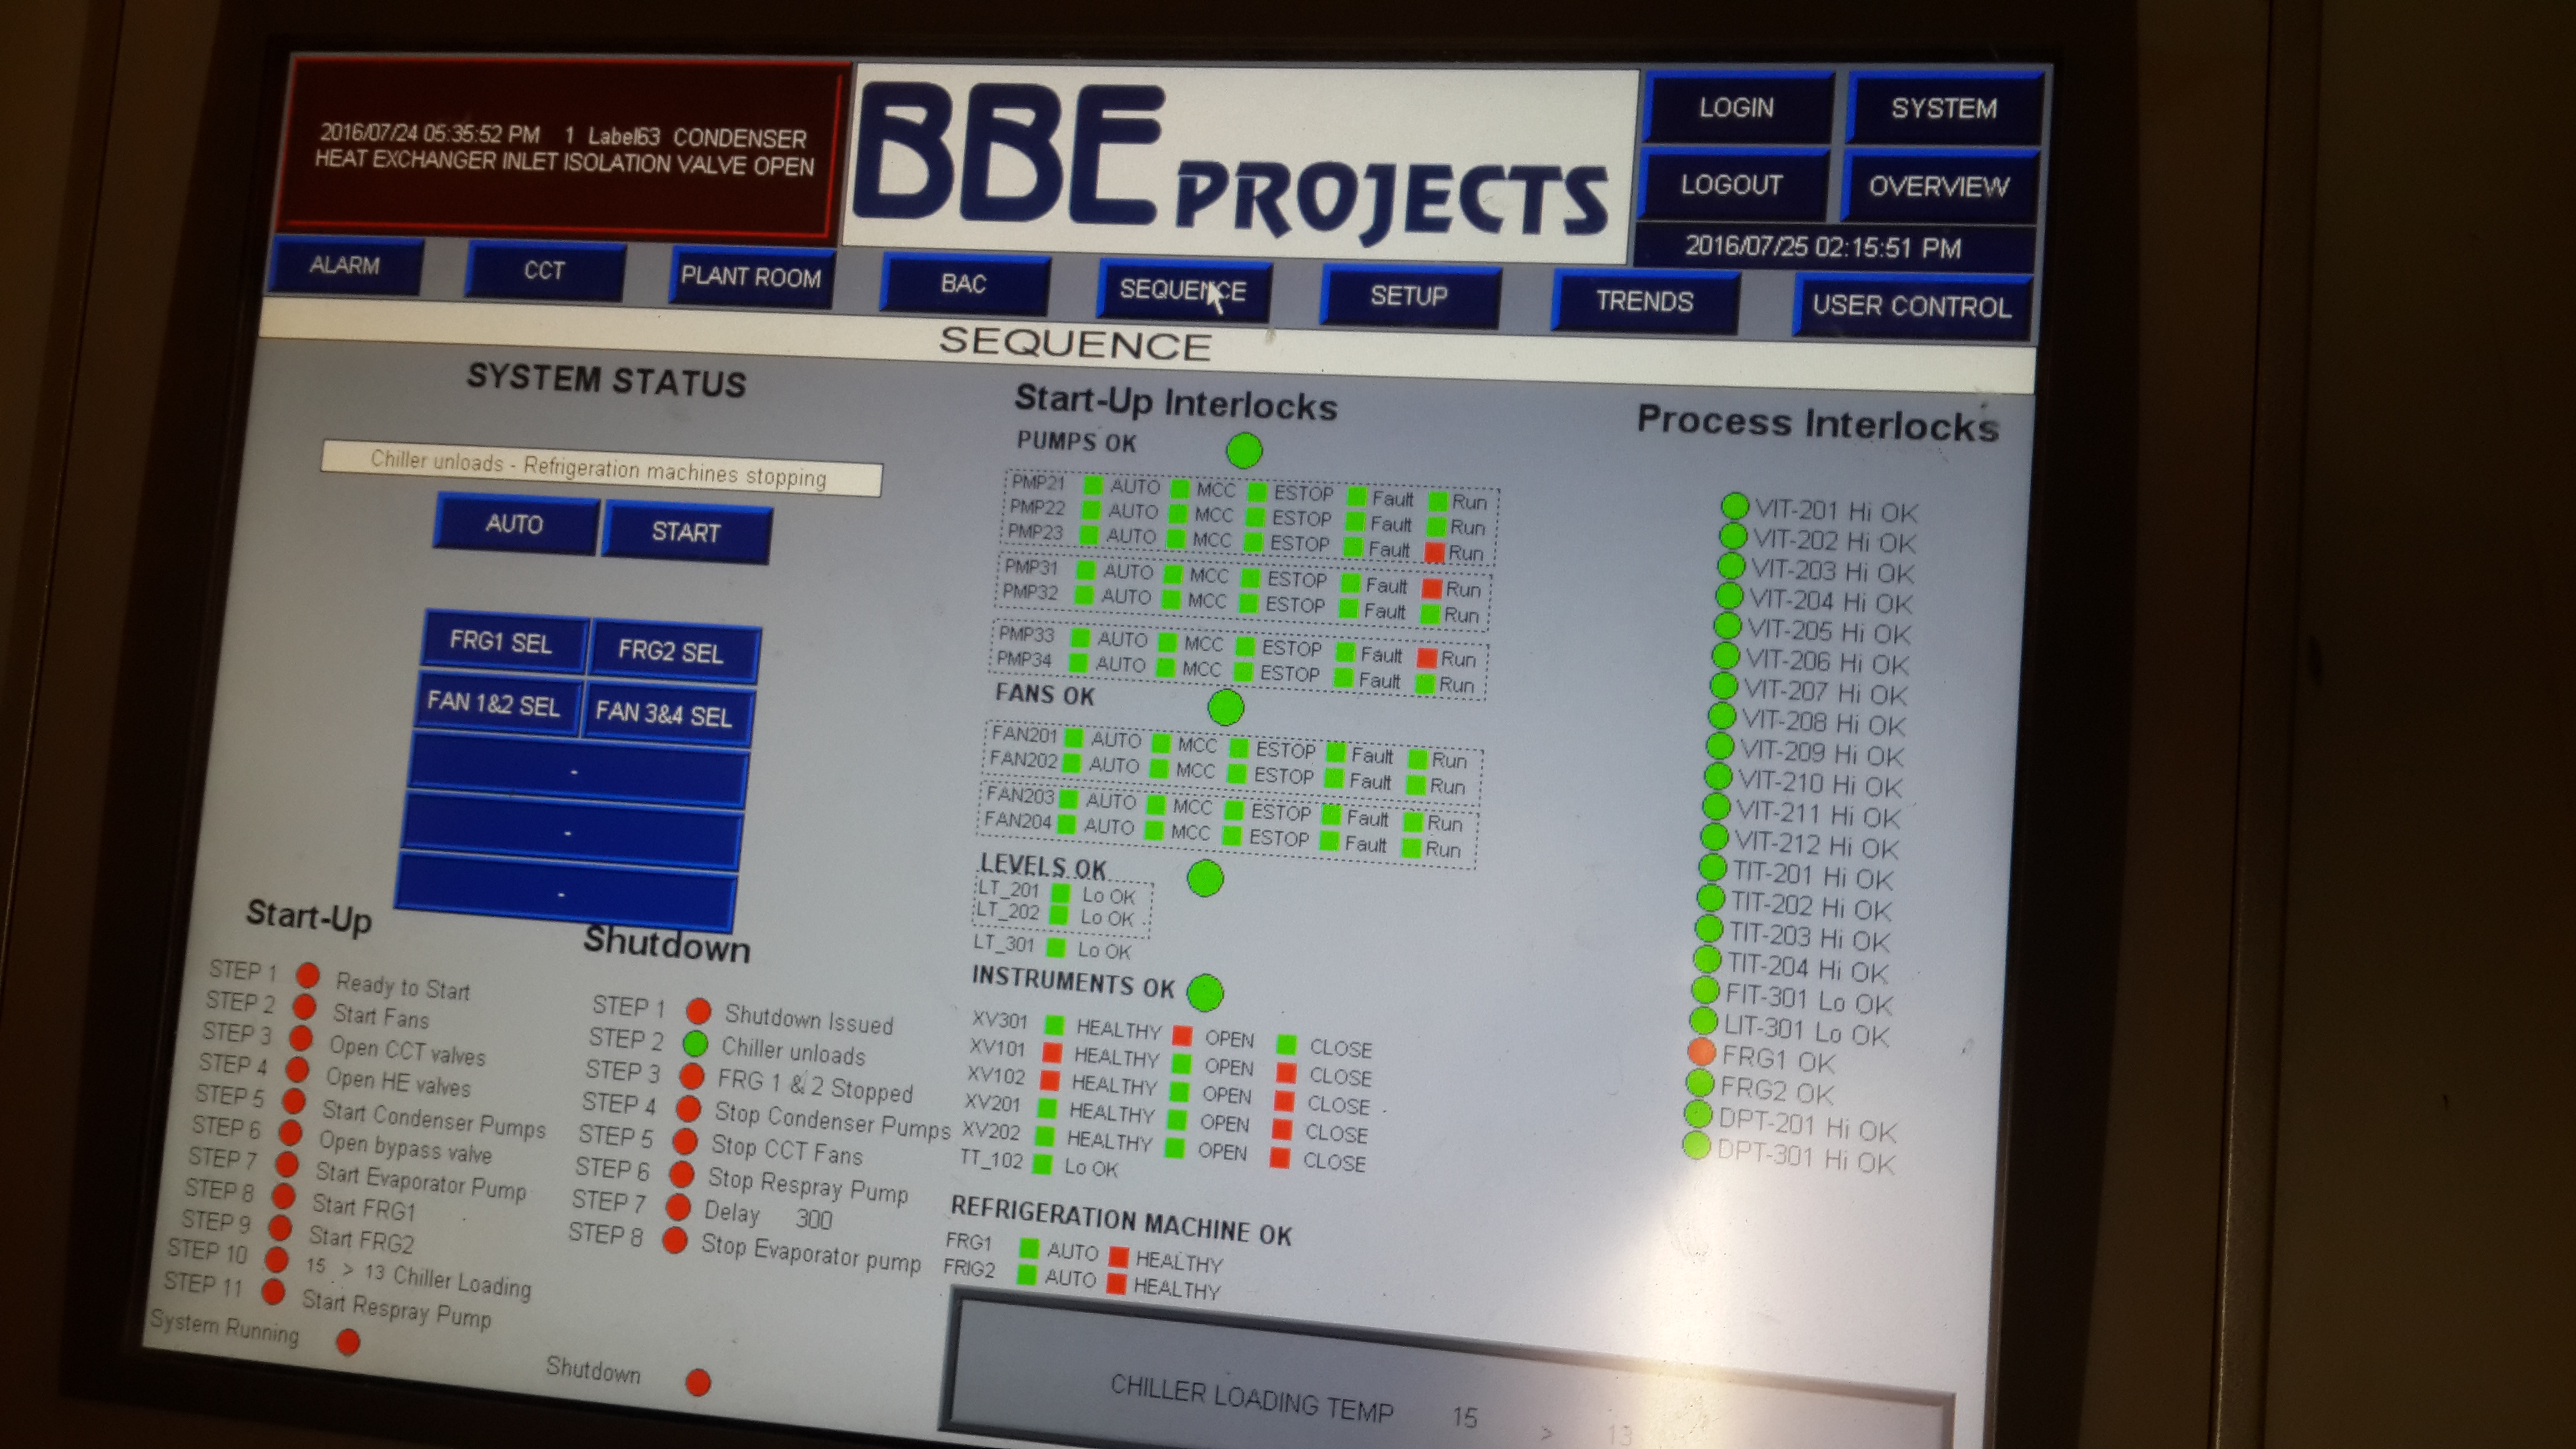 2016/07/24 05:35:52 PM 1 Label63 CONDENSER
HEAT EXCHANGER INLET ISOLATION VALVE OPEN
BBE PROJECTS
LOGIN
SYSTEM
LOGOUT
OVERVIEW
2016/07/25 02:15:51 PM
ALARM
CCT
PLANT ROOM
BAC
SEQUENCE
SETUP
TRENDS
USER CONTROL
SEQUENCE
SYSTEM STATUS
Chiller unloads - Refrigeration machines stopping
AUTO
START
FRG1 SEL
FRG2 SEL
FAN 1&2 SEL
FAN 3&4 SEL
-
-
-
Start-Up
STEP 1 Ready to Start
STEP 2 Start Fans
STEP 3 Open CCT valves
STEP 4 Open HE valves
STEP 5 Start Condenser Pumps
STEP 6 Open bypass valve
STEP 7 Start Evaporator Pump
STEP 8 Start FRG1
STEP 9 Start FRG2
STEP 10 15 > 13 Chiller Loading
STEP 11 Start Respray Pump
System Running
Shutdown
STEP 1 Shutdown Issued
STEP 2 Chiller unloads
STEP 3 FRG 1 & 2 Stopped
STEP 4 Stop Condenser Pumps
STEP 5 Stop CCT Fans
STEP 6 Stop Respray Pump
STEP 7 Delay 300
STEP 8 Stop Evaporator pump
Shutdown
Start-Up Interlocks
PUMPS OK
PMP21 AUTO MCC ESTOP Fault Run
PMP22 AUTO MCC ESTOP Fault Run
PMP23 AUTO MCC ESTOP Fault Run
PMP31 AUTO MCC ESTOP Fault Run
PMP32 AUTO MCC ESTOP Fault Run
PMP33 AUTO MCC ESTOP Fault Run
PMP34 AUTO MCC ESTOP Fault Run
FANS OK
FAN201 AUTO MCC ESTOP Fault Run
FAN202 AUTO MCC ESTOP Fault Run
FAN203 AUTO MCC ESTOP Fault Run
FAN204 AUTO MCC ESTOP Fault Run
LEVELS OK
LT_201 Lo OK
LT_202 Lo OK
LT_301 Lo OK
INSTRUMENTS OK
XV301 HEALTHY OPEN CLOSE
XV101 HEALTHY OPEN CLOSE
XV102 HEALTHY OPEN CLOSE
XV201 HEALTHY OPEN CLOSE
XV202 HEALTHY OPEN CLOSE
TT_102 Lo OK
REFRIGERATION MACHINE OK
FRG1 AUTO HEALTHY
FRIG2 AUTO HEALTHY
CHILLER LOADING TEMP 15 > 13
Process Interlocks
VIT-201 Hi OK
VIT-202 Hi OK
VIT-203 Hi OK
VIT-204 Hi OK
VIT-205 Hi OK
VIT-206 Hi OK
VIT-207 Hi OK
VIT-208 Hi OK
VIT-209 Hi OK
VIT-210 Hi OK
VIT-211 Hi OK
VIT-212 Hi OK
TIT-201 Hi OK
TIT-202 Hi OK
TIT-203 Hi OK
TIT-204 Hi OK
FIT-301 Lo OK
LIT-301 Lo OK
FRG1 OK
FRG2 OK
DPT-201 Hi OK
DPT-301 Hi OK